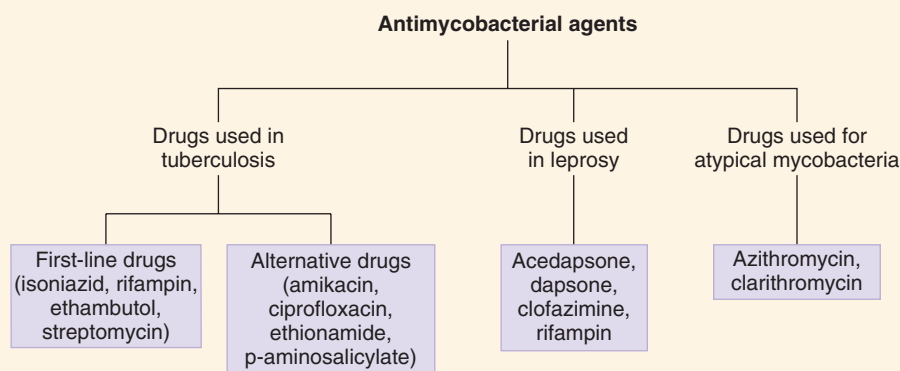 Antimycobacterial agents
Drugs used in
tuberculosis
Drugs used
in leprosy
Drugs used for
atypical mycobacteria
First-line drugs
(isoniazid, rifampin,
ethambutol,
streptomycin)
Alternative drugs
(amikacin,
ciprofloxacin,
ethionamide,
p-aminosalicylate)
Acedapsone,
dapsone,
clofazimine,
rifampin
Azithromycin,
clarithromycin